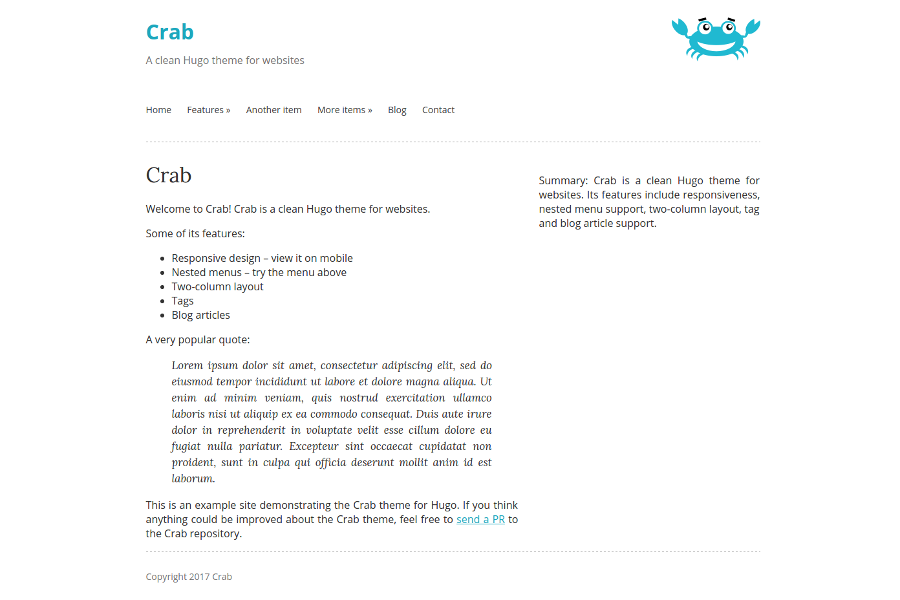 Crab
A clean Hugo theme for websites
Home Features » Another item More items » Blog Contact
Crab
Welcome to Crab! Crab is a clean Hugo theme for websites.
Some of its features:
• Responsive design – view it on mobile
• Nested menus – try the menu above
• Two-column layout
• Tags
• Blog articles
A very popular quote:
Lorem ipsum dolor sit amet, consectetur adipiscing elit, sed do
eiusmod tempor incididunt ut labore et dolore magna aliqua. Ut
enim ad minim veniam, quis nostrud exercitation ullamco
laboris nisi ut aliquip ex ea commodo consequat. Duis aute irure
dolor in reprehenderit in voluptate velit esse cillum dolore eu
fugiat nulla pariatur. Excepteur sint occaecat cupidatat non
proident, sunt in culpa qui officia deserunt mollit anim id est
laborum.
This is an example site demonstrating the Crab theme for Hugo. If you think
anything could be improved about the Crab theme, feel free to send a PR to
the Crab repository.
Summary: Crab is a clean Hugo theme for
websites. Its features include responsiveness,
nested menu support, two-column layout, tag
and blog article support.
Copyright 2017 Crab